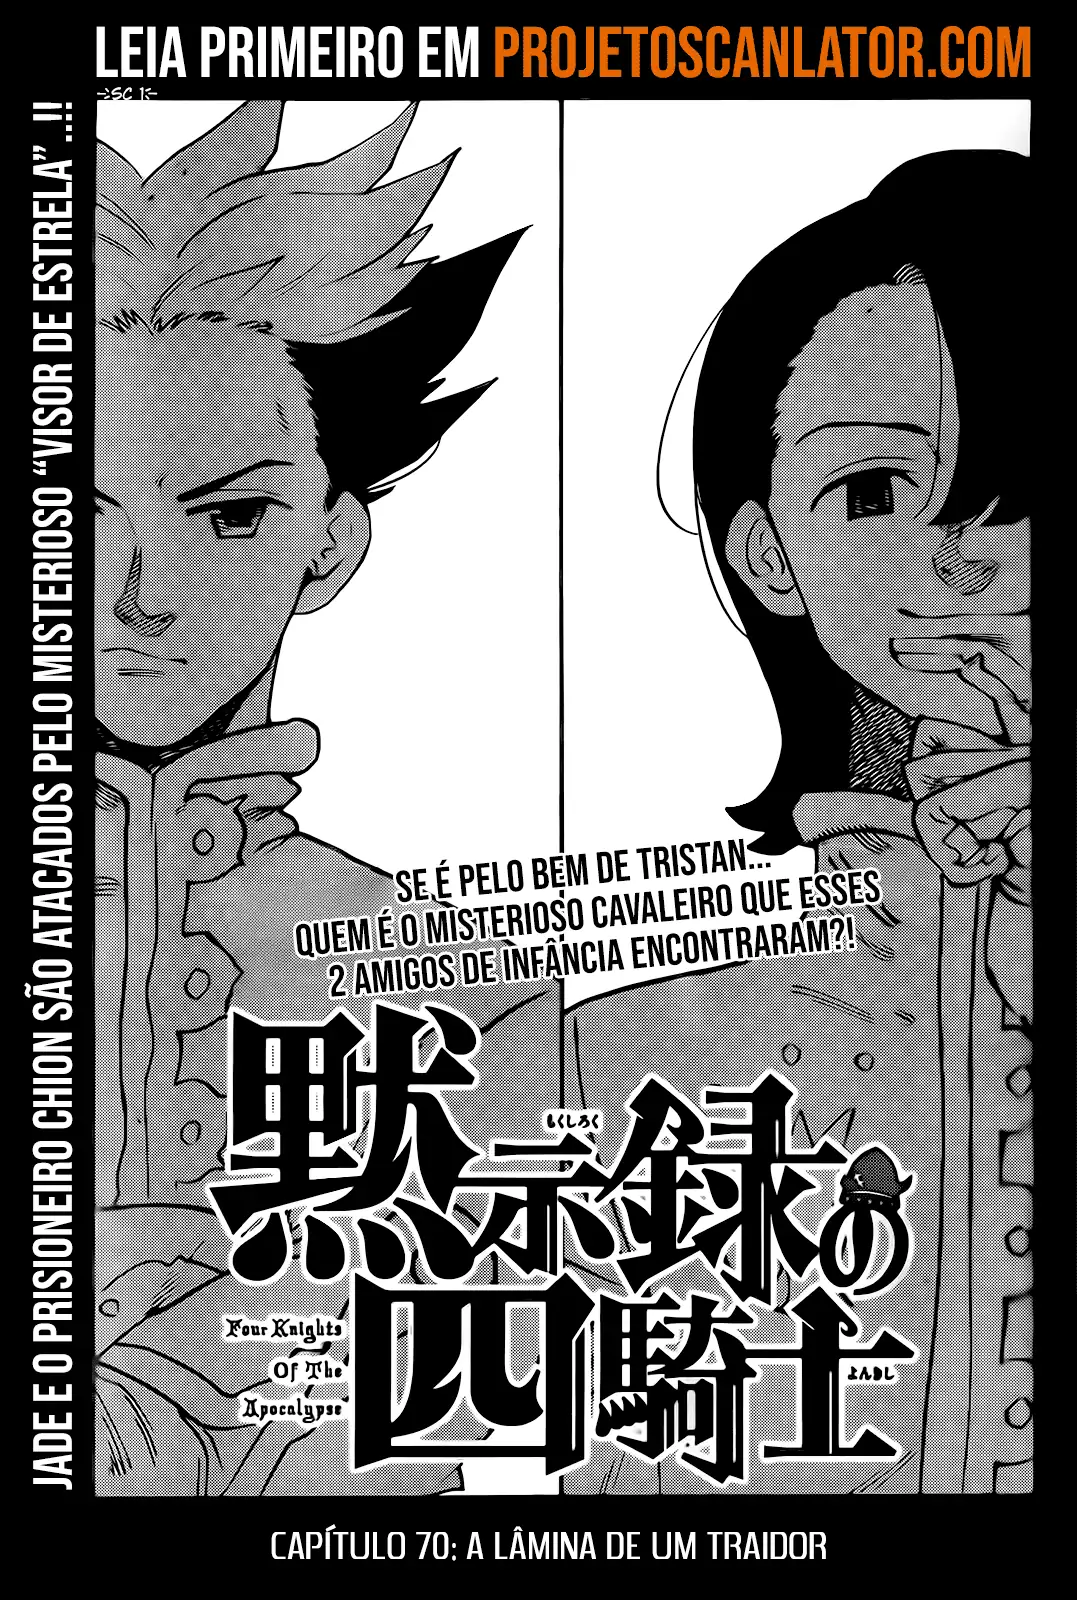 LEIA PRIMEIRO EM PROJETOSCANLATOR.COM
SC 1
JADE E O PRISIONEIRO CHION SÃO ATACADOS PELO MISTERIOSO “VISOR DE ESTRELA”..!!
SE É PELO BEM DE TRISTAN...
QUEM É O MISTERIOSO CAVALEIRO QUE ESSES
2 AMIGOS DE INFÂNCIA ENCONTRARAM?!
黙示録の
もくしろく
四騎士
よんきし
Four Knights
Of The
Apocalypse
CAPÍTULO 70: A LÂMINA DE UM TRAIDOR